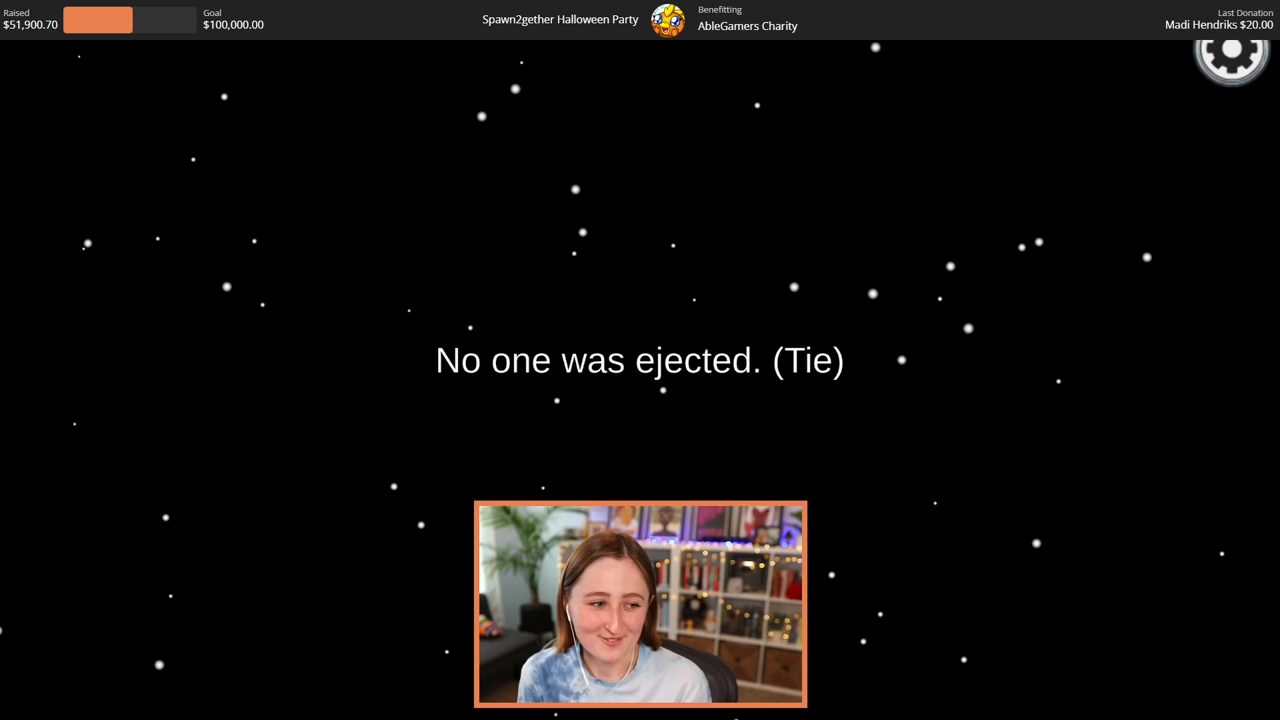 Raised
$51,900.70
Goal
$100,000.00
Spawn2gether Halloween Party
Benefitting
AbleGamers Charity
Last Donation
Madi Hendriks $20.00
No one was ejected. (Tie)